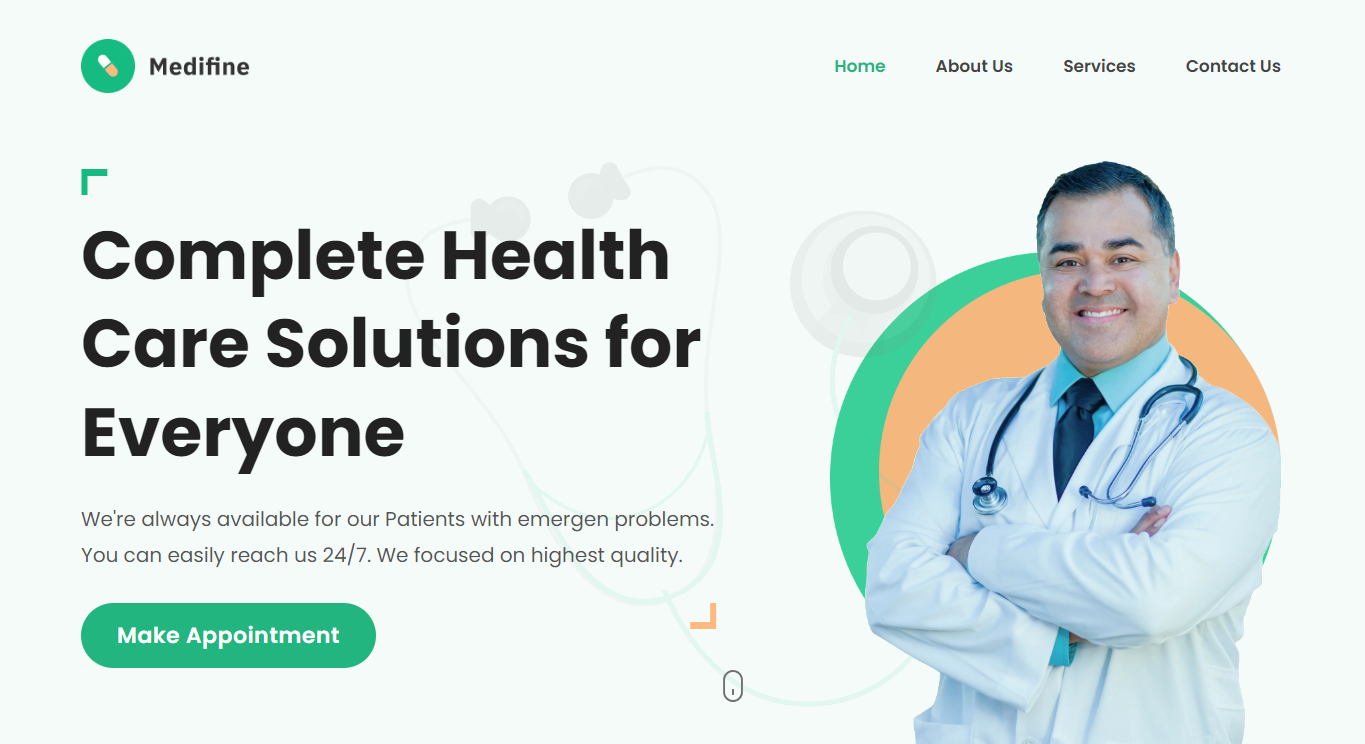 Medifine
Home About Us Services Contact Us
Complete Health
Care Solutions for
Everyone
We're always available for our Patients with emergen problems.
You can easily reach us 24/7. We focused on highest quality.
Make Appointment